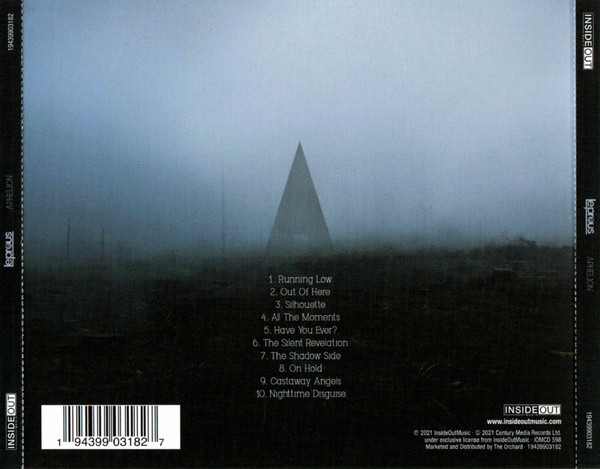 19439903182
APHELION
leprous
INSIDEOUT
1. Running Low
2. Out Of Here
3. Silhouette
4. All The Moments
5. Have You Ever?
6. The Silent Revelation
7. The Shadow Side
8. On Hold
9. Castaway Angels
10. Nighttime Disguise
1 94399 03182 7
INSIDEOUT
www.insideoutmusic.com
℗ 2021 InsideOutMusic · © 2021 Century Media Records Ltd.
under exclusive license from InsideOutMusic · IOMCD 598
Marketed and Distributed by The Orchard · 19439903182
INSIDEOUT
leprous
APHELION
19439903182